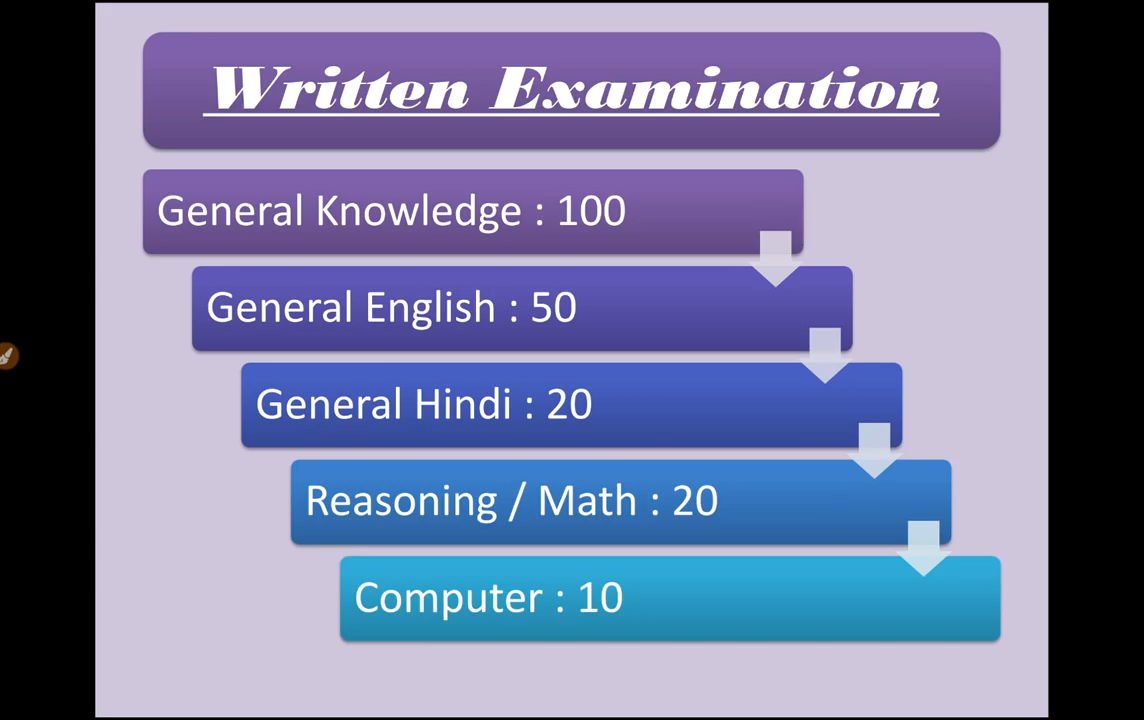 Written Examination
General Knowledge : 100
General English : 50
General Hindi : 20
Reasoning / Math : 20
Computer : 10